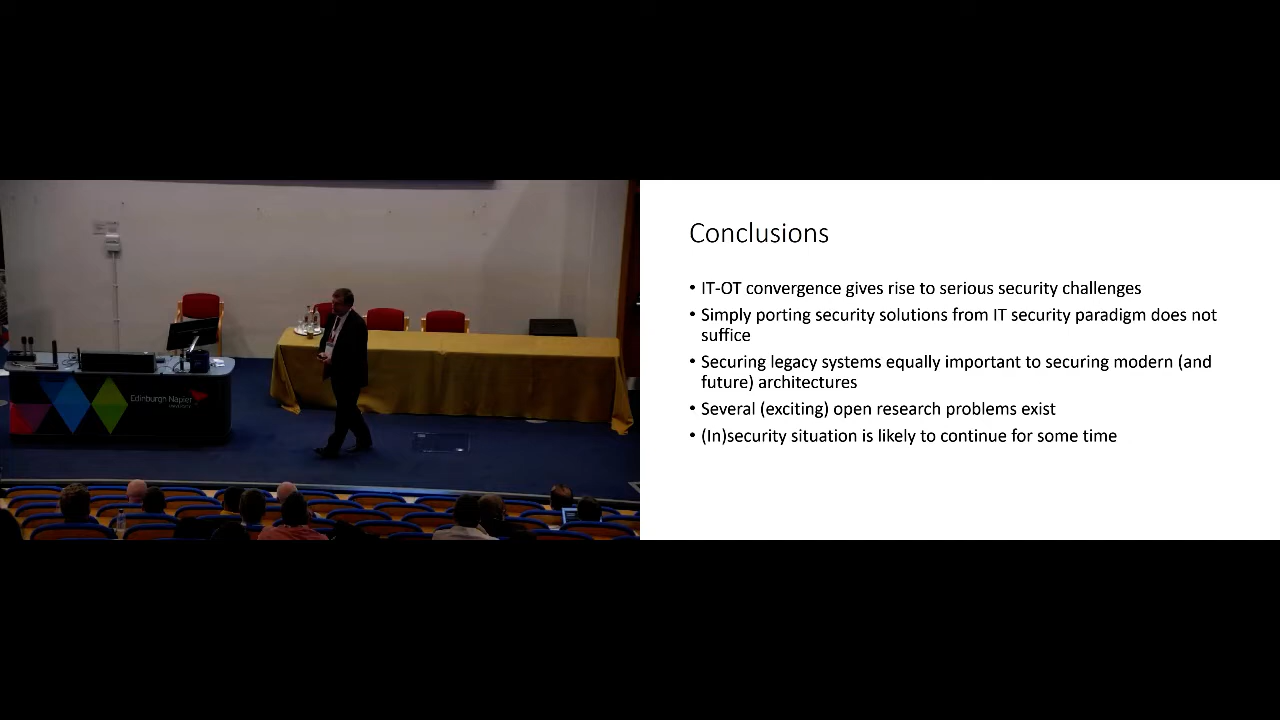 Edinburgh Napier
UNIVERSITY
Conclusions
• IT-OT convergence gives rise to serious security challenges
• Simply porting security solutions from IT security paradigm does not
suffice
• Securing legacy systems equally important to securing modern (and
future) architectures
• Several (exciting) open research problems exist
• (In)security situation is likely to continue for some time